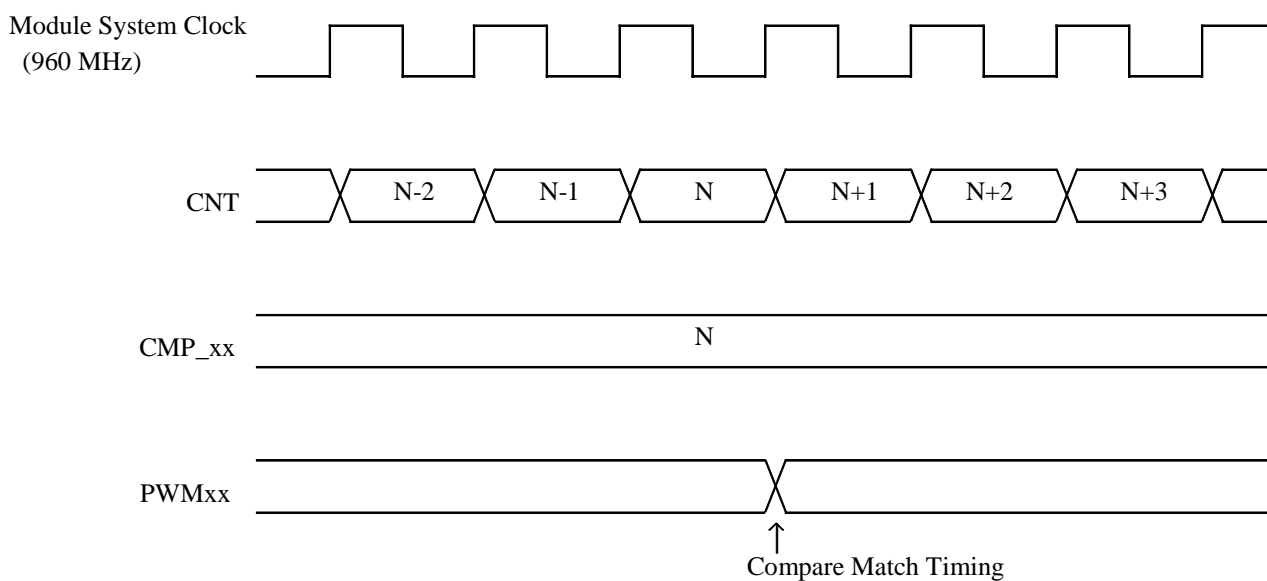 Module System Clock
(960 MHz)
CNT N-2 N-1 N N+1 N+2 N+3
CMP_xx N
PWMxx
Compare Match Timing